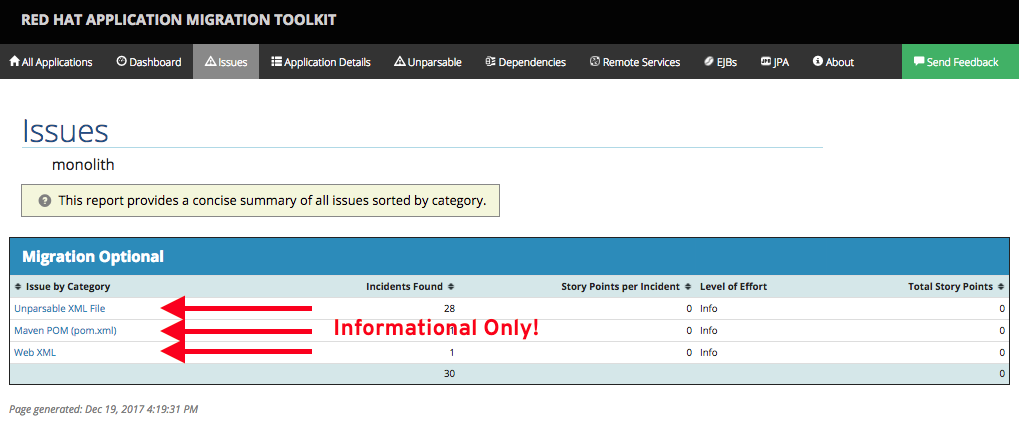 RED HAT APPLICATION MIGRATION TOOLKIT
All Applications Dashboard Issues Application Details Unparsable Dependencies Remote Services EJBs JPA About Send Feedback
Issues
monolith
This report provides a concise summary of all issues sorted by category.
Migration Optional
Issue by Category Incidents Found Story Points per Incident Level of Effort Total Story Points
Unparsable XML File 28 0 Info 0
Informational Only!
Maven POM (pom.xml) 0 Info 0
Web XML 1 0 Info 0
30 0
Page generated: Dec 19, 2017 4:19:31 PM